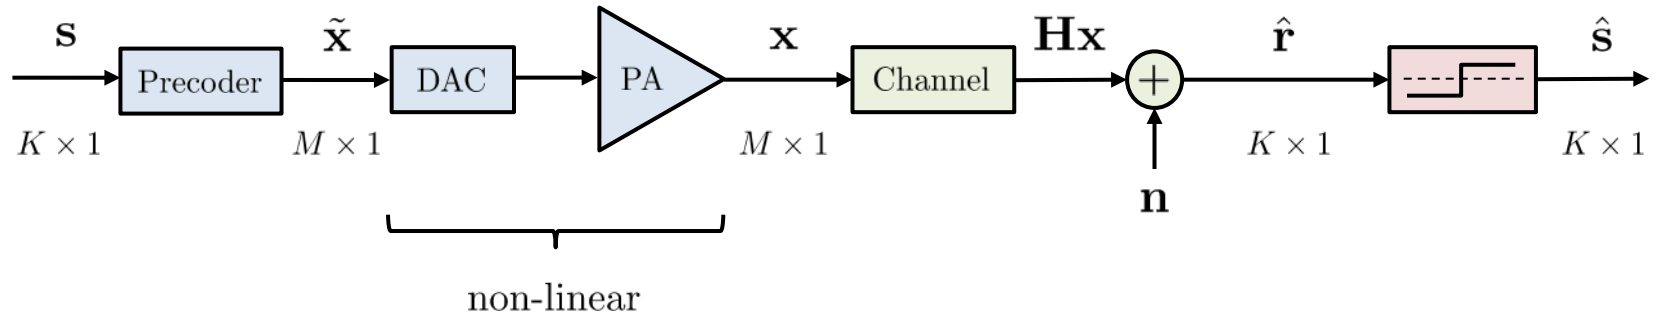 s x̃ x Hx r̂ ŝ
Precoder DAC PA Channel +
K × 1 M × 1 M × 1 K × 1 K × 1
n
non-linear